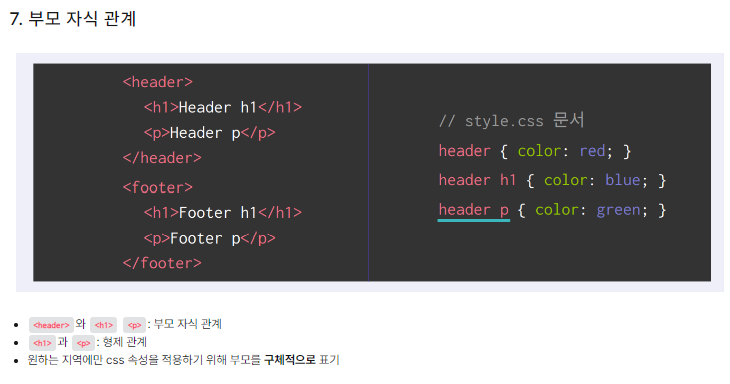 7. 부모 자식 관계
<header>
<h1>Header h1</h1>
<p>Header p</p>
</header>
<footer>
<h1>Footer h1</h1>
<p>Footer p</p>
</footer>
// style.css 문서
header { color: red; }
header h1 { color: blue; }
header p { color: green; }
• <header> 와 <h1> <p> : 부모 자식 관계
• <h1> 과 <p> : 형제 관계
• 원하는 지역에만 css 속성을 적용하기 위해 부모를 구체적으로 표기